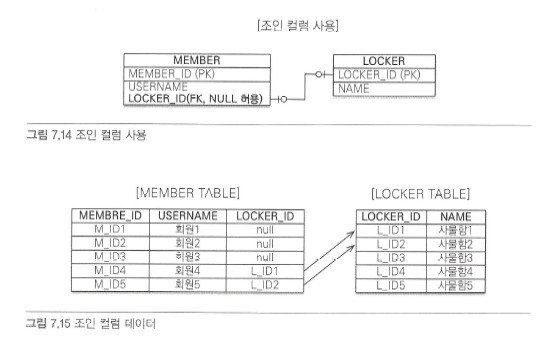 [조인 컬럼 사용]
MEMBER
MEMBER_ID (PK)
USERNAME
LOCKER_ID(FK, NULL 허용)
LOCKER
LOCKER_ID (PK)
NAME
그림 7.14 조인 컬럼 사용
[MEMBER TABLE]
MEMBRE_ID USERNAME LOCKER_ID
M_ID1 회원1 null
M_ID2 회원2 null
M_ID3 회원3 null
M_ID4 회원4 L_ID1
M_ID5 회원5 L_ID2
[LOCKER TABLE]
LOCKER_ID NAME
L_ID1 사물함1
L_ID2 사물함2
L_ID3 사물함3
L_ID4 사물함4
L_ID5 사물함5
그림 7.15 조인 컬럼 데이터